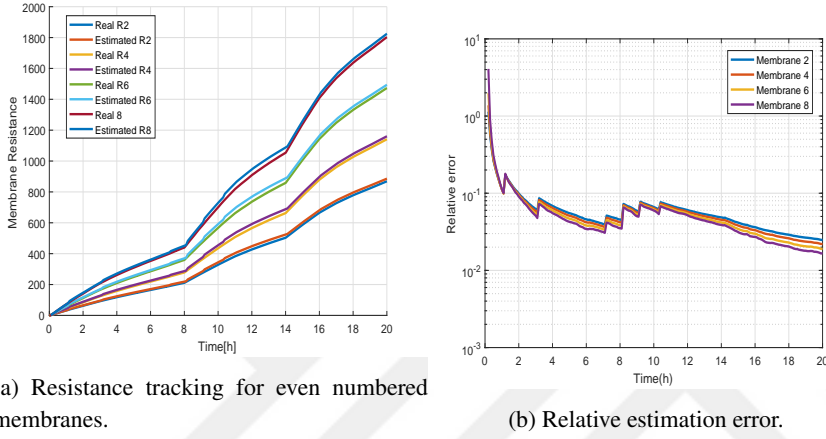 2000
1800
1600
1400
1200
1000
800
600
400
200
0
Membrane Resistance
Real R2
Estimated R2
Real R4
Estimated R4
Real R6
Estimated R6
Real 8
Estimated R8
0 2 4 6 8 10 12 14 16 18 20
Time[h]
a) Resistance tracking for even numbered
membranes.
10^1
10^0
10^-1
10^-2
10^-3
Relative error
Membrane 2
Membrane 4
Membrane 6
Membrane 8
0 2 4 6 8 10 12 14 16 18 20
Time(h)
(b) Relative estimation error.